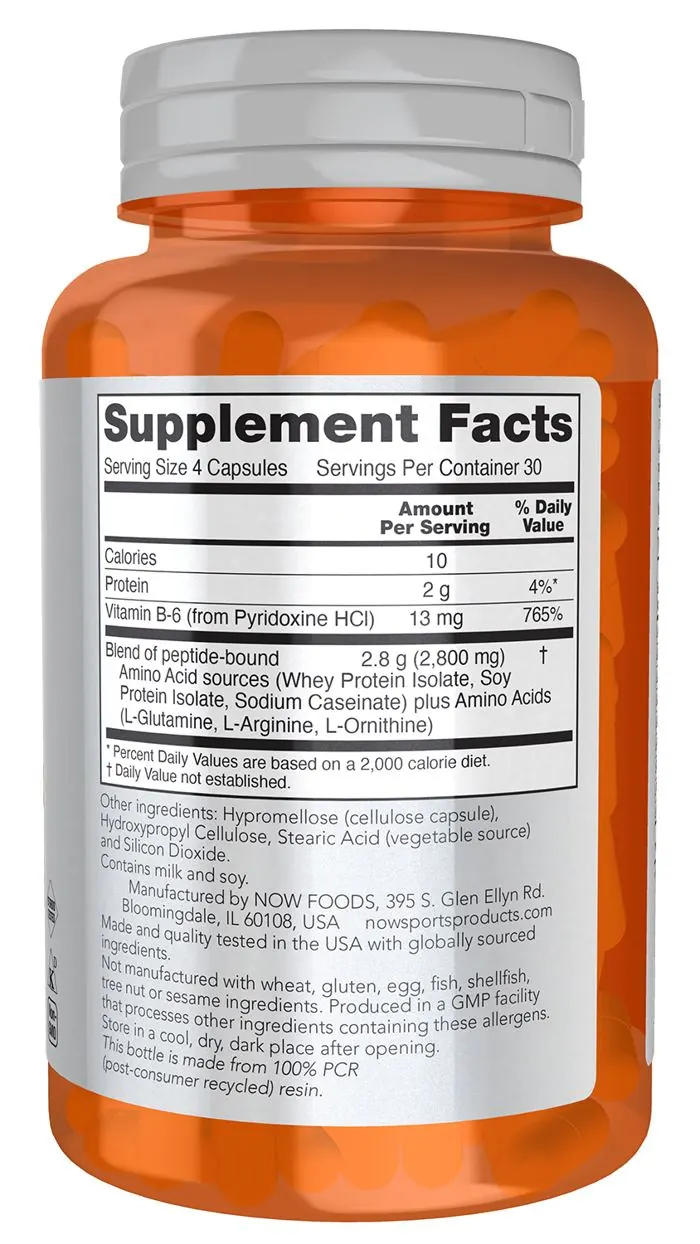 Supplement Facts
Serving Size 4 Capsules Servings Per Container 30
Amount Per Serving % Daily Value
Calories 10
Protein 2 g 4%*
Vitamin B-6 (from Pyridoxine HCl) 13 mg 765%
Blend of peptide-bound 2.8 g (2,800 mg) †
Amino Acid sources (Whey Protein Isolate, Soy
Protein Isolate, Sodium Caseinate) plus Amino Acids
(L-Glutamine, L-Arginine, L-Ornithine)
* Percent Daily Values are based on a 2,000 calorie diet.
† Daily Value not established.
Other ingredients: Hypromellose (cellulose capsule),
Hydroxypropyl Cellulose, Stearic Acid (vegetable source)
and Silicon Dioxide.
Contains milk and soy.
Manufactured by NOW FOODS, 395 S. Glen Ellyn Rd.
Bloomingdale, IL 60108, USA nowsportsproducts.com
Made and quality tested in the USA with globally sourced
ingredients.
Not manufactured with wheat, gluten, egg, fish, shellfish,
tree nut or sesame ingredients. Produced in a GMP facility
that processes other ingredients containing these allergens.
Store in a cool, dry, dark place after opening.
This bottle is made from 100% PCR
(post-consumer recycled) resin.